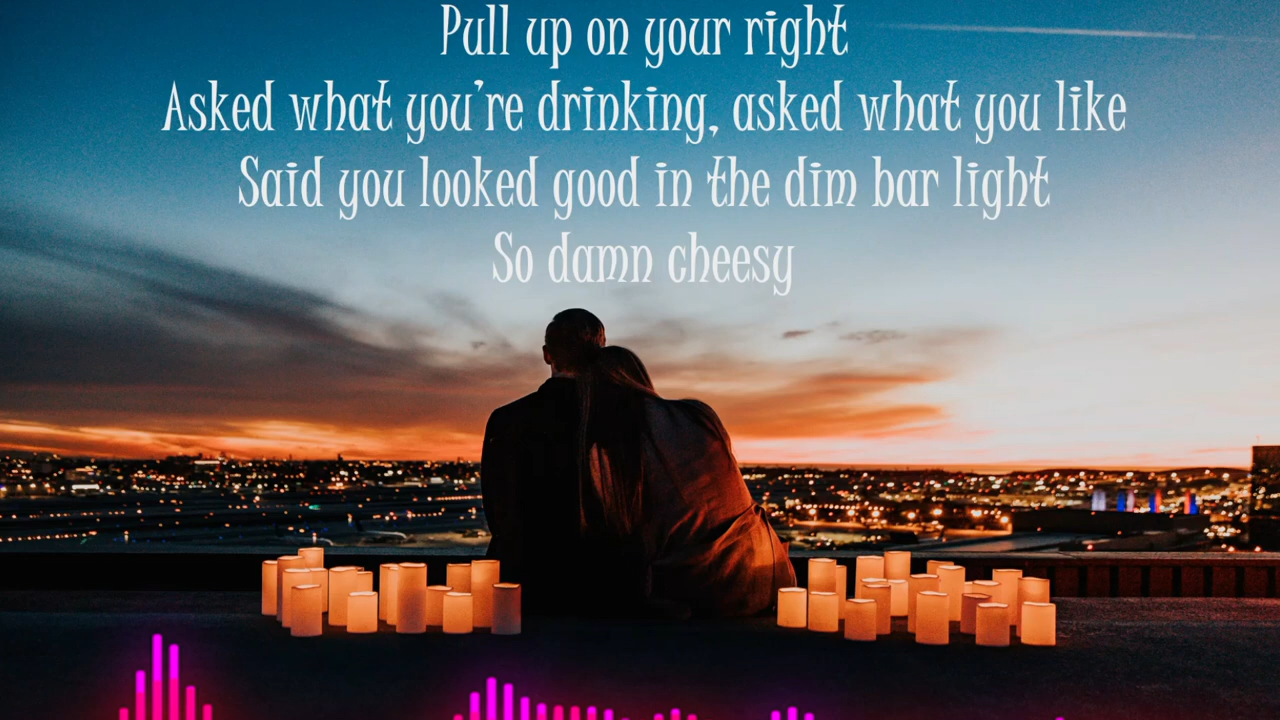 Pull up on your right
Asked what you're drinking, asked what you like
Said you looked good in the dim bar light
So damn cheesy